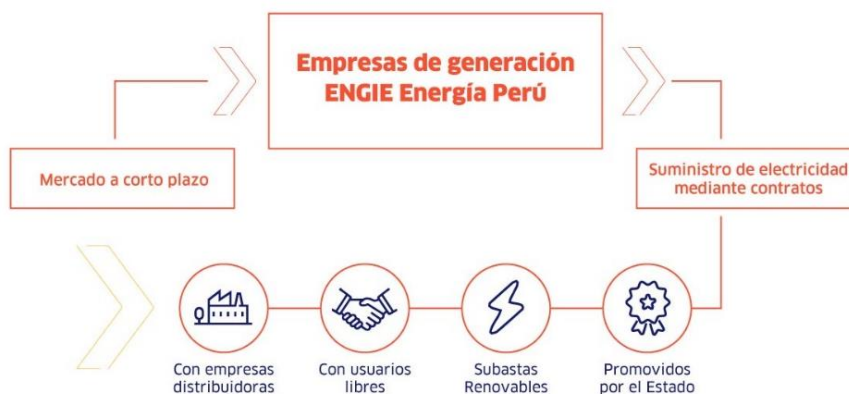 Empresas de generación
ENGIE Energía Perú
Mercado a corto plazo
Suministro de electricidad
mediante contratos
Con empresas
distribuidoras
Con usuarios
libres
Subastas
Renovables
Promovidos
por el Estado